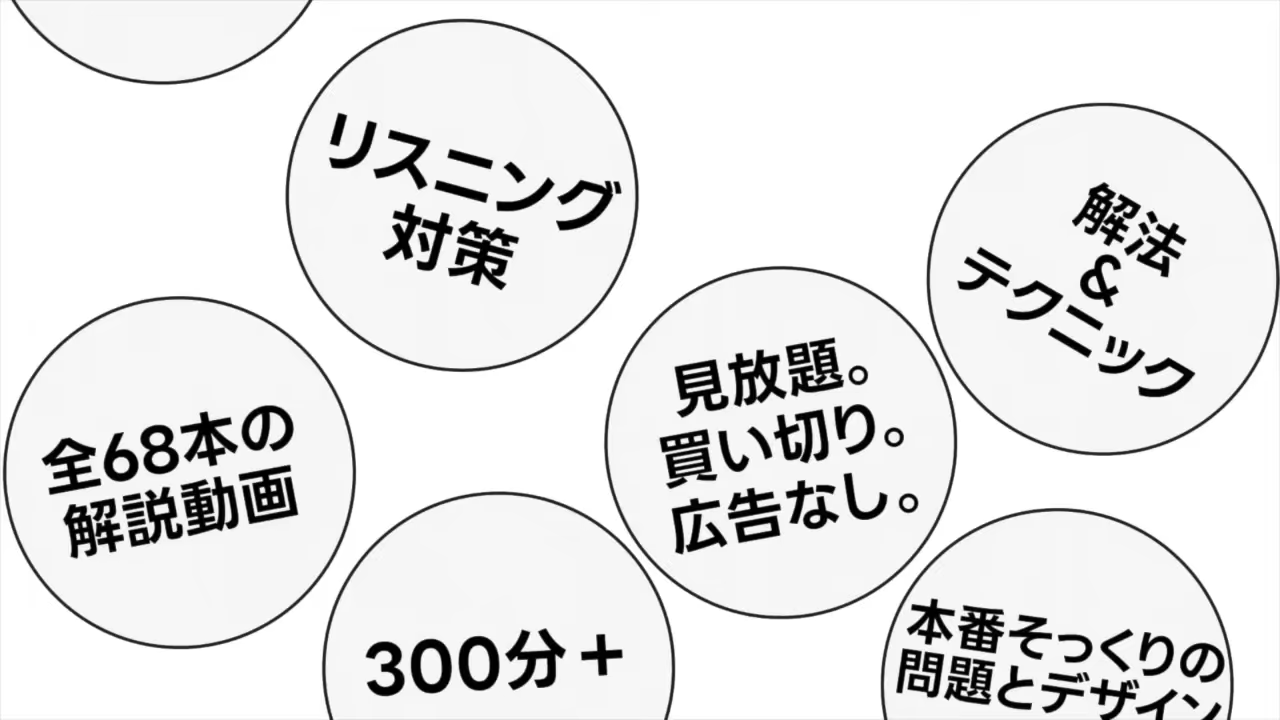 リスニング
対策
解法
&
テクニック
見放題。
買い切り。
広告なし。
全68本の
解説動画
300分+
本番そっくりの
問題とデザイン